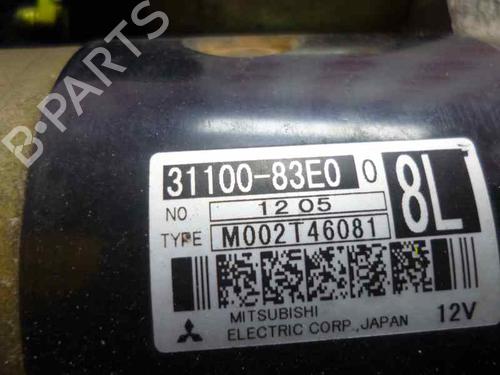 B-PARTS
31100-83E0 0
8L
NO 1205
TYPE M002T46081
MITSUBISHI
ELECTRIC CORP., JAPAN 12V